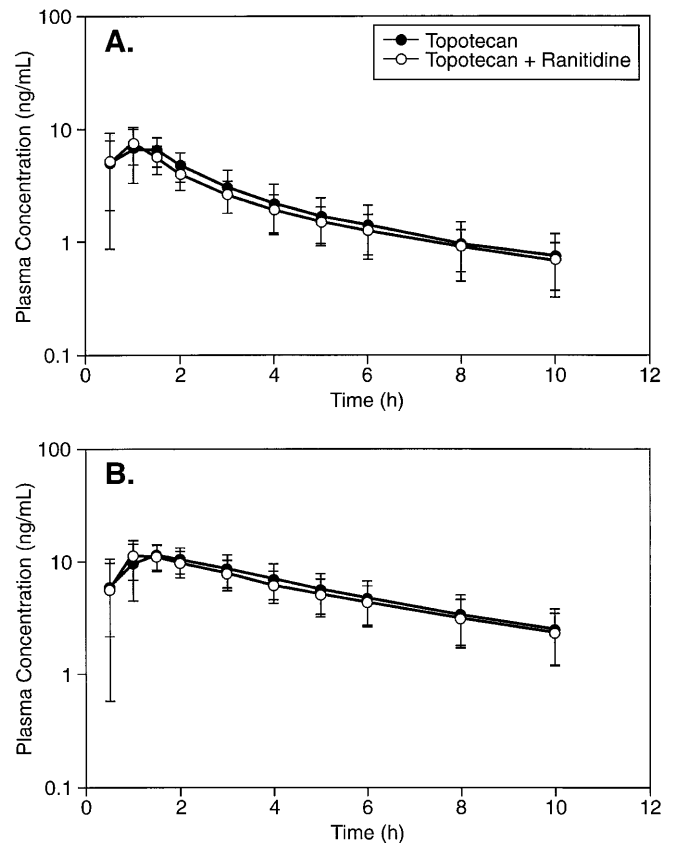 A.
Topotecan
Topotecan + Ranitidine
Plasma Concentration (ng/mL)
100
10
1
0.1
0 2 4 6 8 10 12
Time (h)
B.
Plasma Concentration (ng/mL)
100
10
1
0.1
0 2 4 6 8 10 12
Time (h)